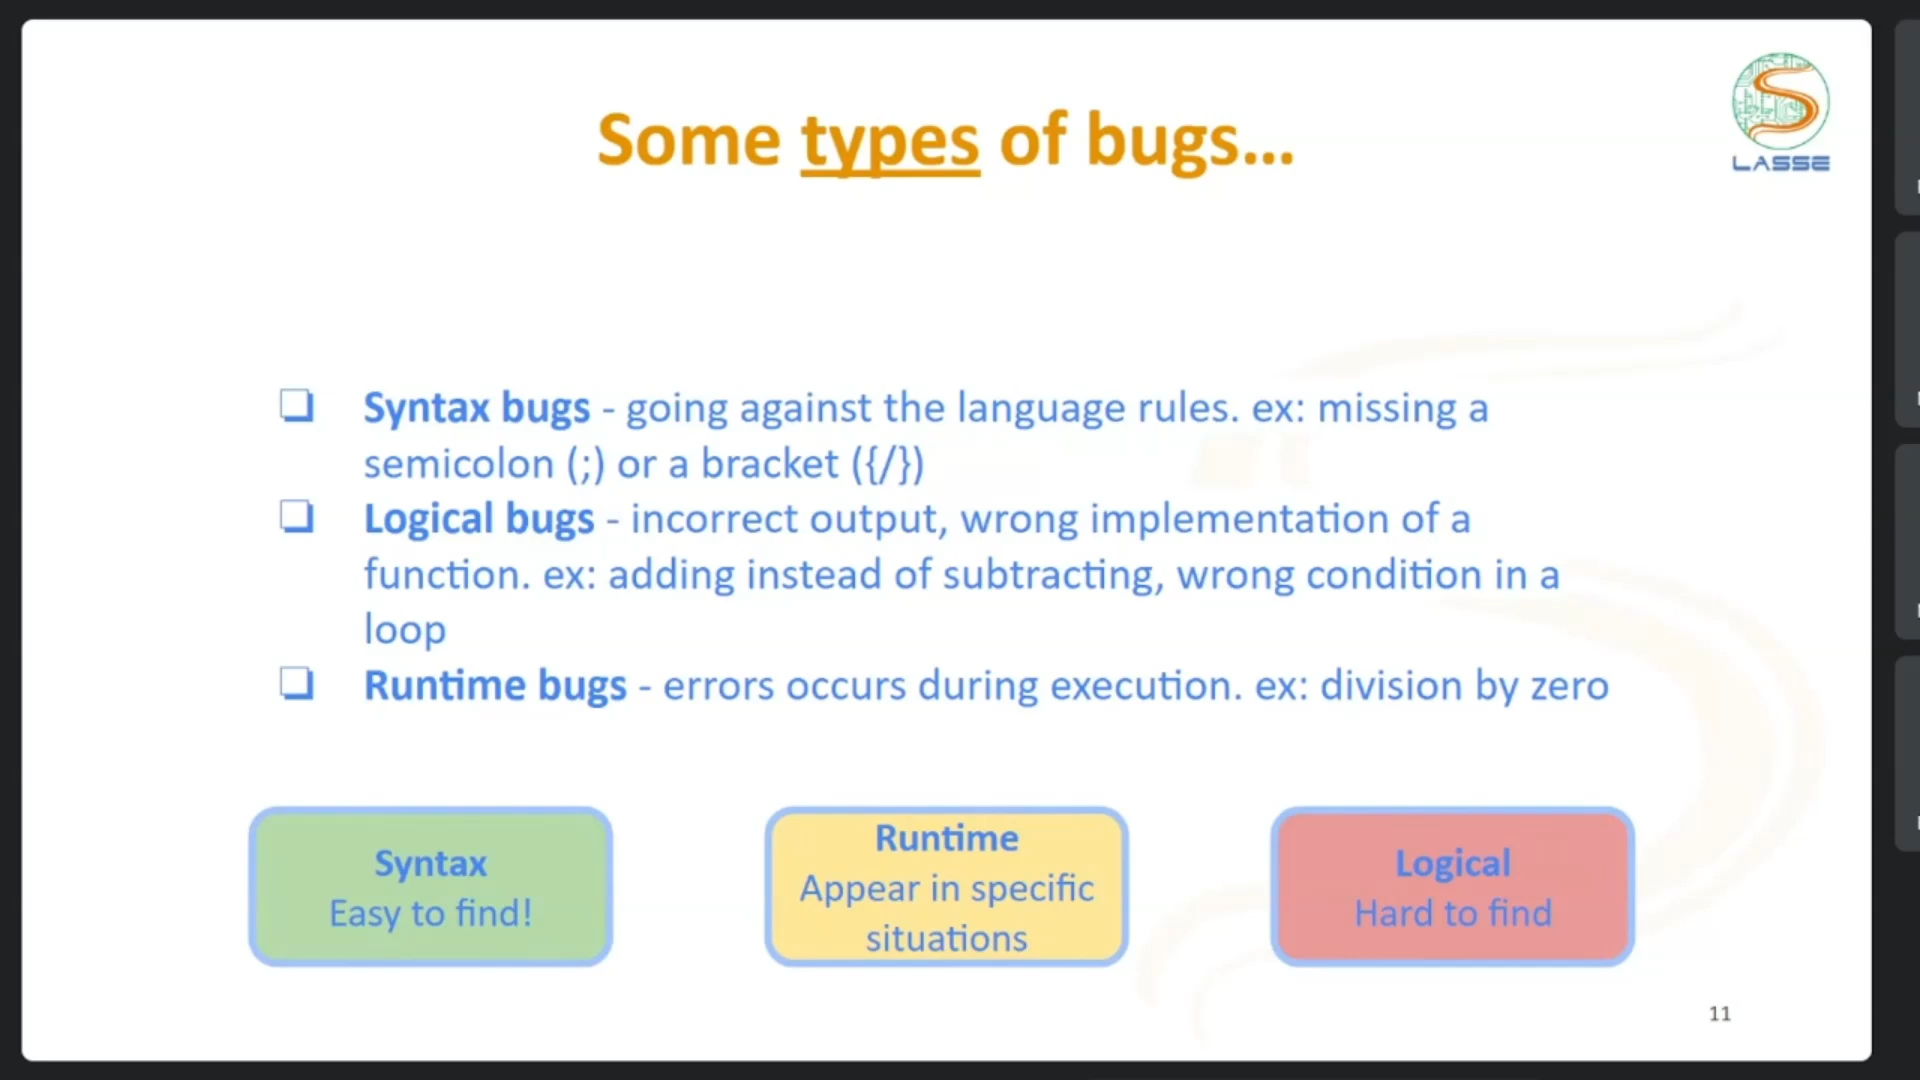 Some types of bugs...
LASSE
❏ Syntax bugs - going against the language rules. ex: missing a
semicolon (;) or a bracket ({/})
❏ Logical bugs - incorrect output, wrong implementation of a
function. ex: adding instead of subtracting, wrong condition in a
loop
❏ Runtime bugs - errors occurs during execution. ex: division by zero
Syntax
Easy to find!
Runtime
Appear in specific
situations
Logical
Hard to find
11